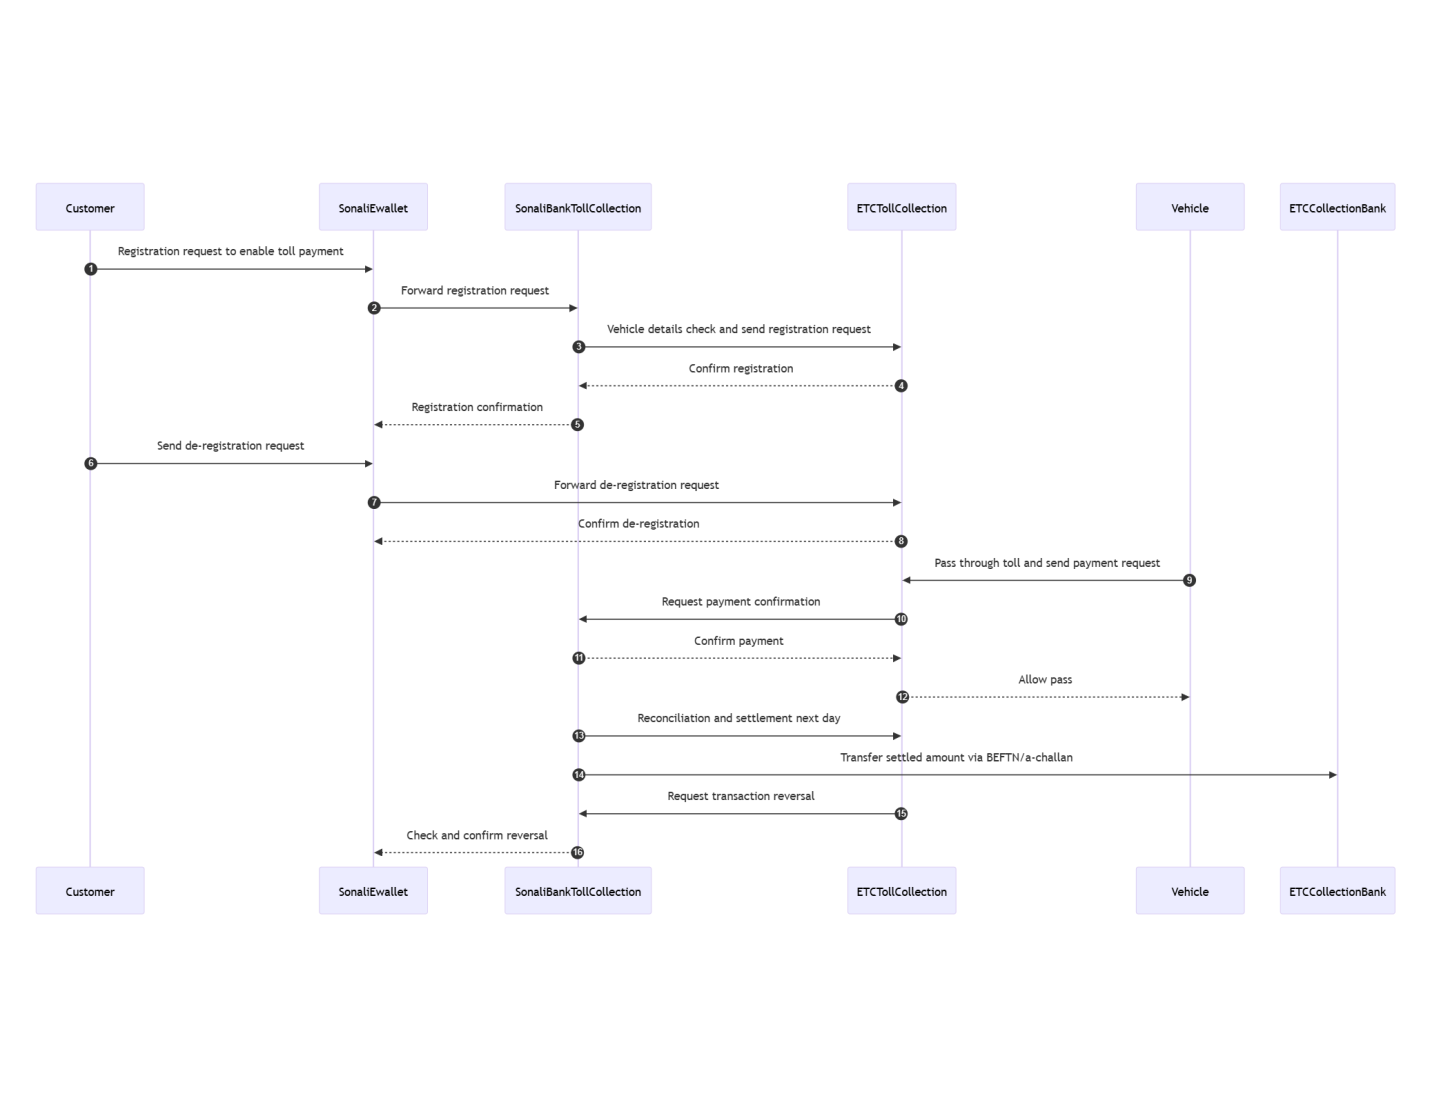 Customer
SonaliEwallet
SonaliBankTollCollection
ETCTollCollection
Vehicle
ETCCollectionBank
Registration request to enable toll payment
1
Forward registration request
2
Vehicle details check and send registration request
3
Confirm registration
4
Registration confirmation
5
Send de-registration request
6
Forward de-registration request
7
Confirm de-registration
8
Pass through toll and send payment request
9
Request payment confirmation
10
Confirm payment
11
Allow pass
12
Reconciliation and settlement next day
13
Transfer settled amount via BEFTN/a-challan
14
Request transaction reversal
15
Check and confirm reversal
16
Customer
SonaliEwallet
SonaliBankTollCollection
ETCTollCollection
Vehicle
ETCCollectionBank